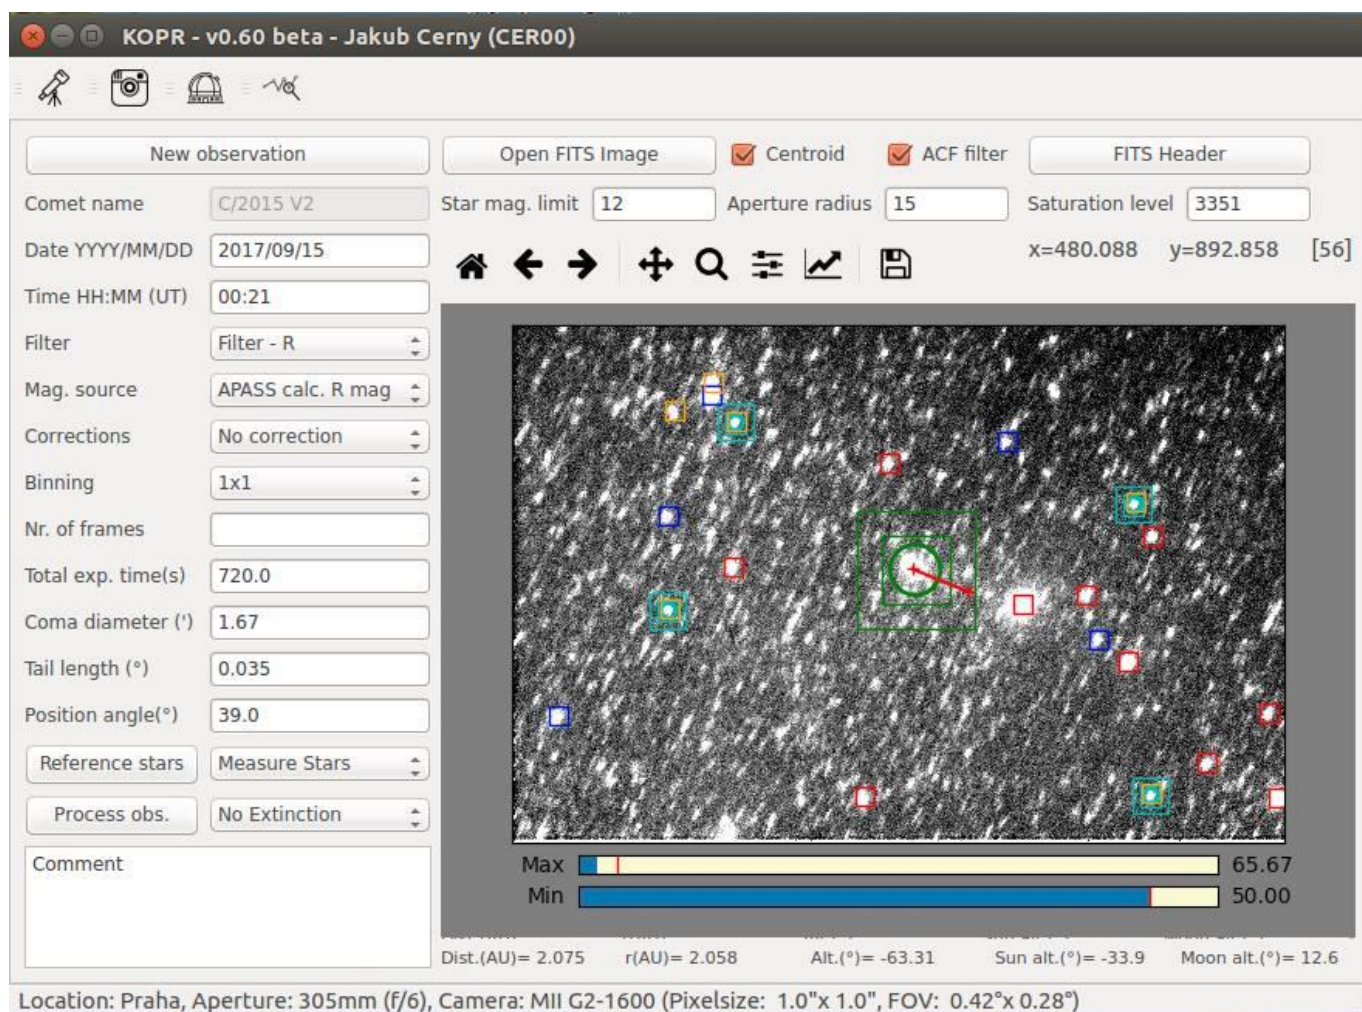 KOPR - v0.60 beta - Jakub Cerny (CER00)
New observation
Open FITS Image
Centroid
ACF filter
FITS Header
Comet name C/2015 V2
Star mag. limit 12
Aperture radius 15
Saturation level 3351
Date YYYY/MM/DD 2017/09/15
x=480.088 y=892.858 [56]
Time HH:MM (UT) 00:21
Filter Filter - R
Mag. source APASS calc. R mag
Corrections No correction
Binning 1x1
Nr. of frames
Total exp. time(s) 720.0
Coma diameter (') 1.67
Tail length (°) 0.035
Position angle(°) 39.0
Reference stars Measure Stars
Process obs. No Extinction
Comment
Max 65.67
Min 50.00
Dist.(AU)= 2.075 r(AU)= 2.058 Alt.(°)= -63.31 Sun alt.(°)= -33.9 Moon alt.(°)= 12.6
Location: Praha, Aperture: 305mm (f/6), Camera: MII G2-1600 (Pixelsize: 1.0"x 1.0", FOV: 0.42°x 0.28°)